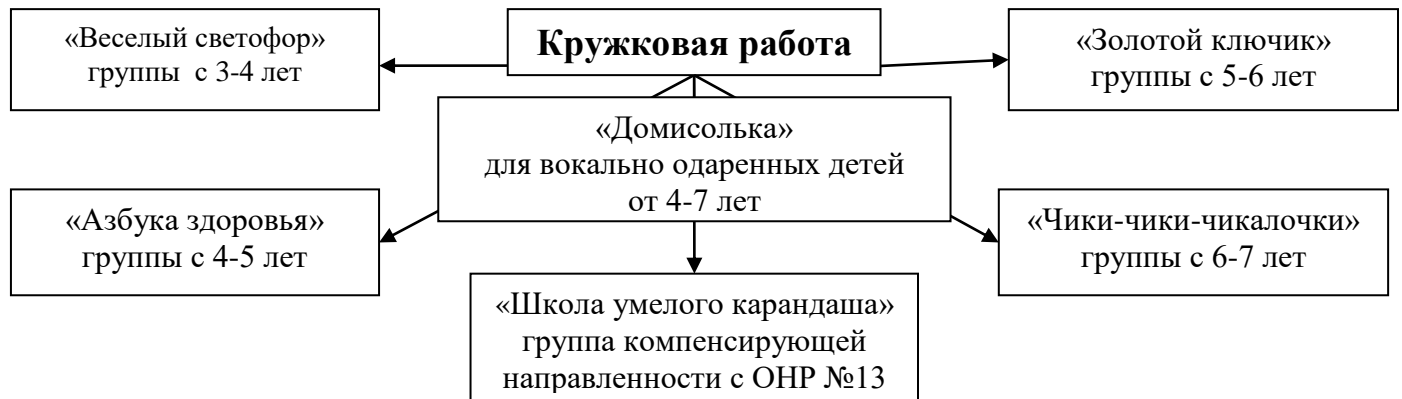 Кружковая работа
«Веселый светофор»
группы с 3-4 лет
«Золотой ключик»
группы с 5-6 лет
«Домисолька»
для вокально одаренных детей
от 4-7 лет
«Азбука здоровья»
группы с 4-5 лет
«Чики-чики-чикалочки»
группы с 6-7 лет
«Школа умелого карандаша»
группа компенсирующей
направленности с ОНР №13